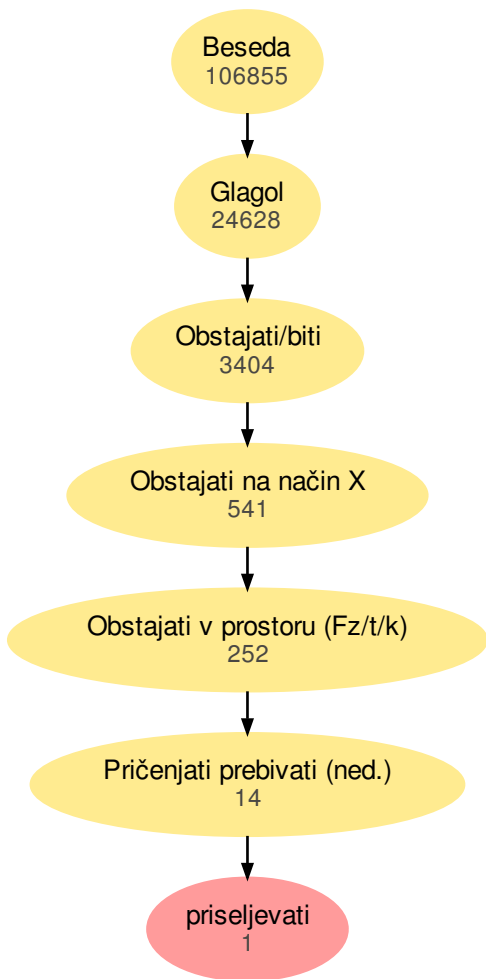 Beseda
106855
Glagol
24628
Obstajati/biti
3404
Obstajati na način X
541
Obstajati v prostoru (Fz/t/k)
252
Pričenjati prebivati (ned.)
14
priseljevati
1